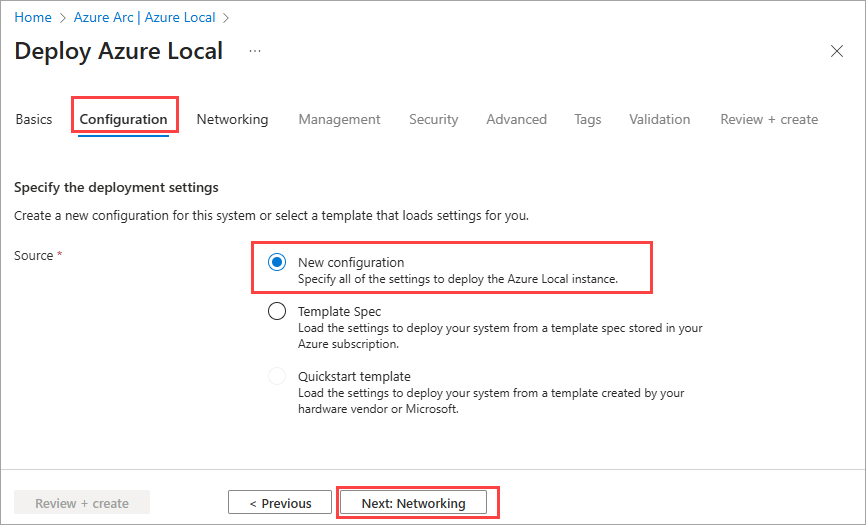 Home > Azure Arc | Azure Local >
Deploy Azure Local ...
Basics Configuration Networking Management Security Advanced Tags Validation Review + create
Specify the deployment settings
Create a new configuration for this system or select a template that loads settings for you.
Source *
New configuration
Specify all of the settings to deploy the Azure Local instance.
Template Spec
Load the settings to deploy your system from a template spec stored in your
Azure subscription.
Quickstart template
Load the settings to deploy your system from a template created by your
hardware vendor or Microsoft.
Review + create < Previous Next: Networking